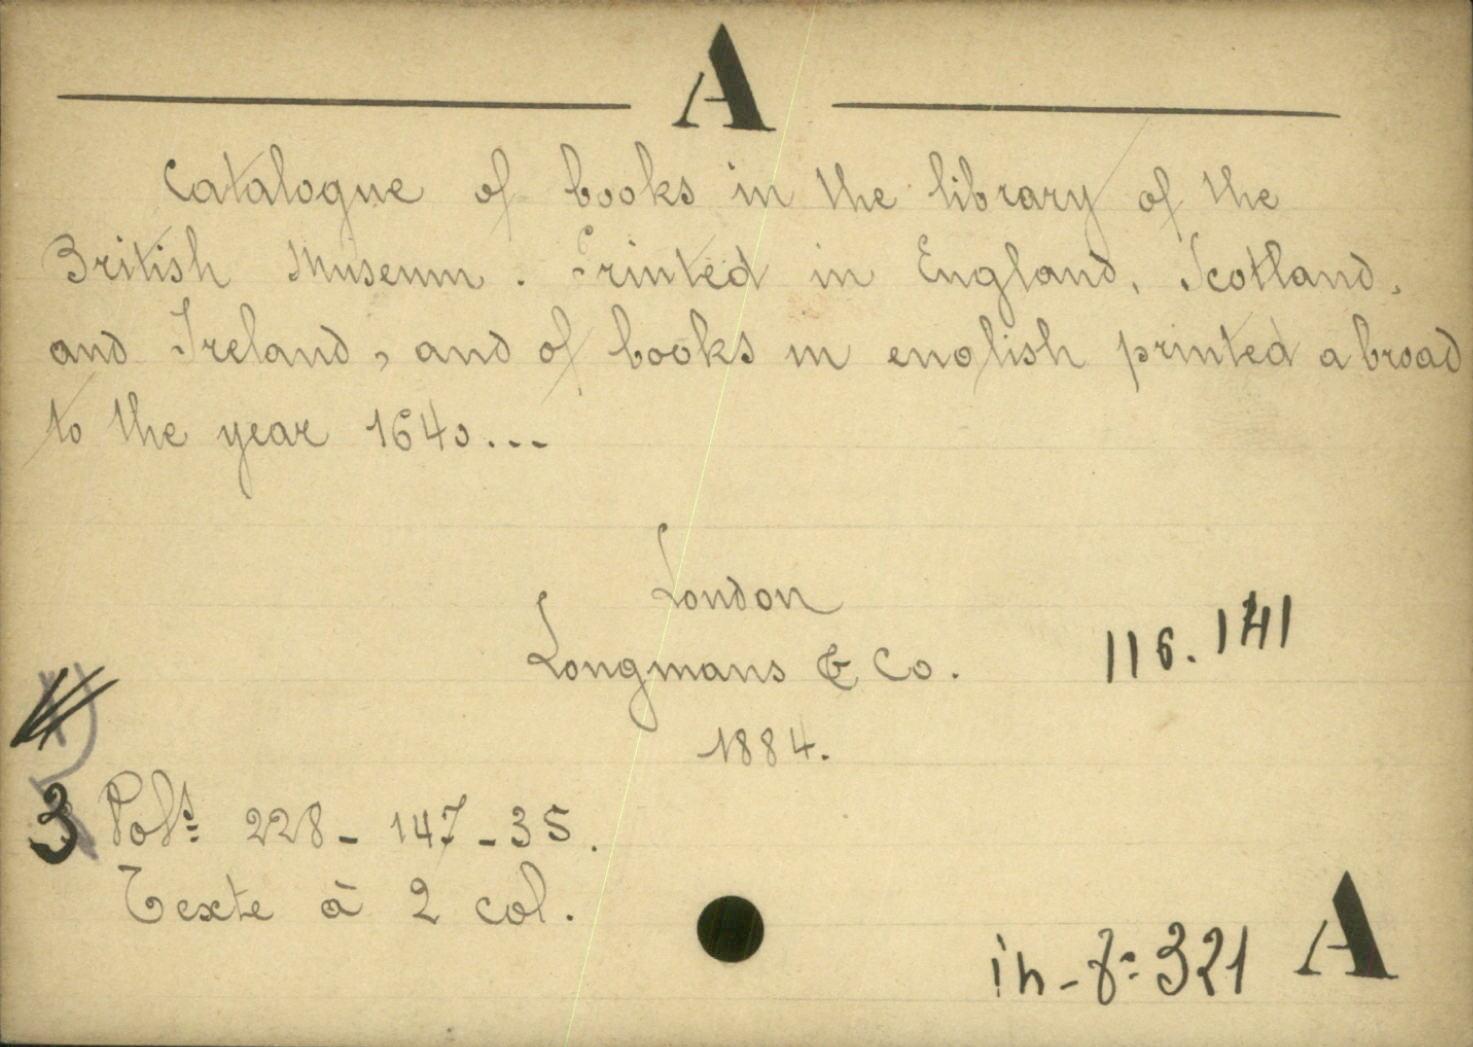 A
Catalogue of books in the library of the
British Museum. Printed in England, Scotland,
and Ireland, and of books in english printed abroad
to the year 1640...
London
Longmans & Co.
116.141
1884.
3 Vol.s 228 - 147 - 35.
Texte à 2 col.
in-8º 321 A